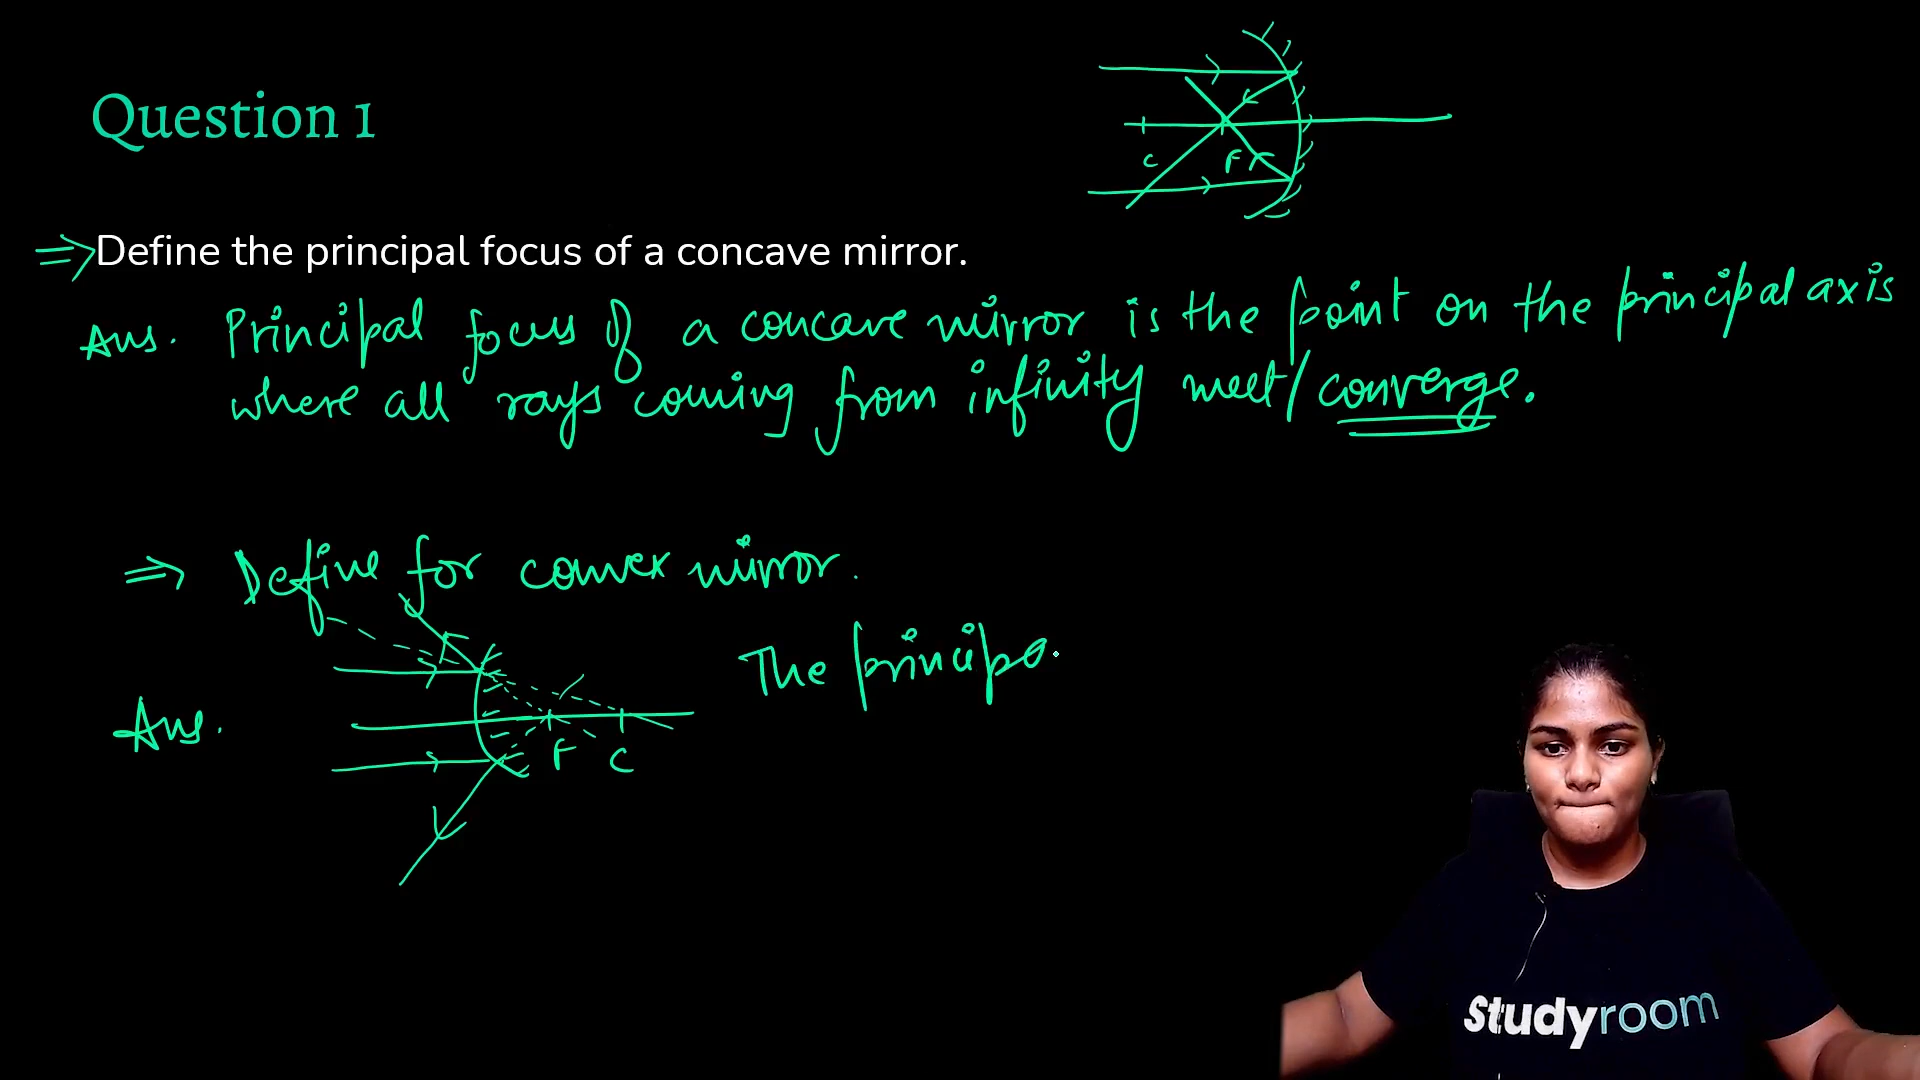 Question 1
C F
⇒ Define the principal focus of a concave mirror.
Ans. Principal focus of a concave mirror is the point on the principal axis
where all rays coming from infinity meet/converge.
⇒ Define for convex mirror.
The principa
Ans.
F C
Studyroom